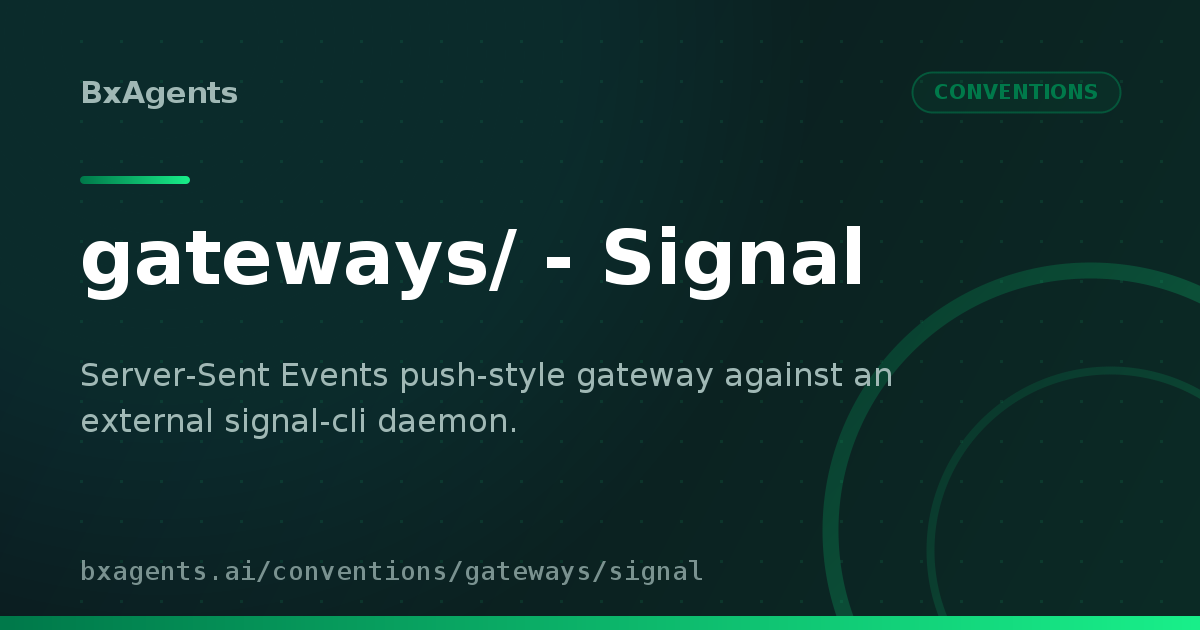 BxAgents
CONVENTIONS
gateways/ - Signal
Server-Sent Events push-style gateway against an
external signal-cli daemon.
bxagents.ai/conventions/gateways/signal